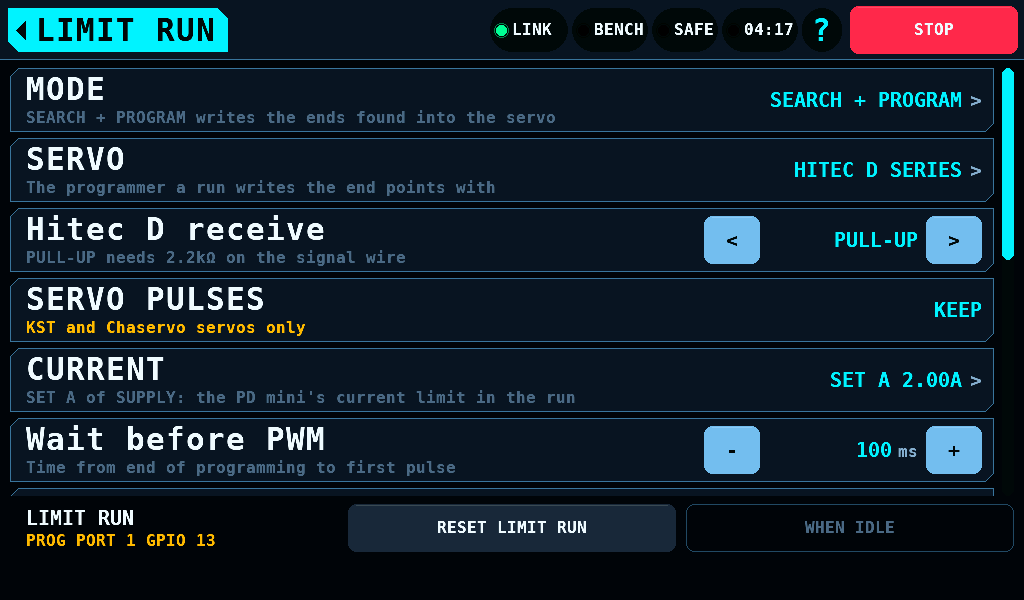 LIMIT RUN
LINK
BENCH
SAFE
04:17
?
STOP
MODE
SEARCH + PROGRAM writes the ends found into the servo
SEARCH + PROGRAM >
SERVO
The programmer a run writes the end points with
HITEC D SERIES >
Hitec D receive
PULL-UP needs 2.2kΩ on the signal wire
<
PULL-UP
>
SERVO PULSES
KST and Chaservo servos only
KEEP
CURRENT
SET A of SUPPLY: the PD mini's current limit in the run
SET A 2.00A >
Wait before PWM
Time from end of programming to first pulse
-
100 ms
+
LIMIT RUN
PROG PORT 1 GPIO 13
RESET LIMIT RUN
WHEN IDLE